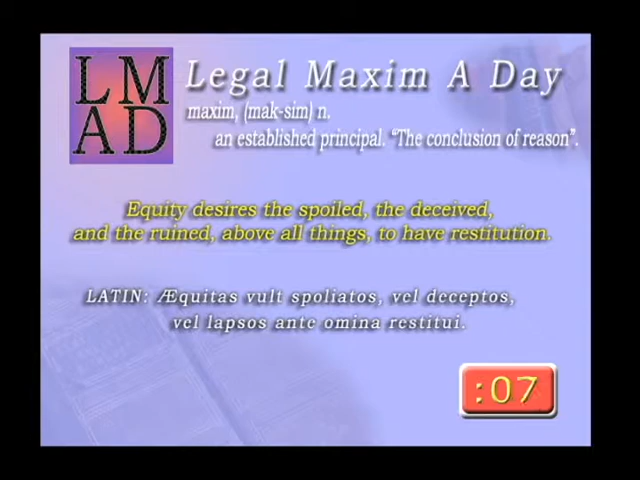 LM
AD
Legal Maxim A Day
maxim, (mak-sim) n.
an established principal. “The conclusion of reason”.
Equity desires the spoiled, the deceived,
and the ruined, above all things, to have restitution.
LATIN: Æquitas vult spoliatos, vel deceptos,
vel lapsos ante omina restitui.
:07